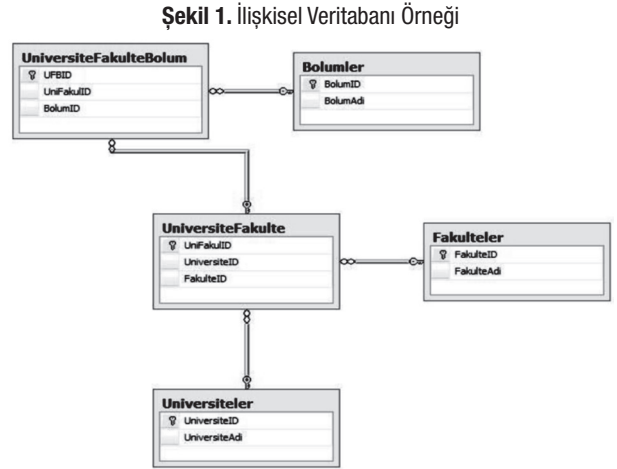 Şekil 1. İlişkisel Veritabanı Örneği
UniversiteFakulteBolum
UFBID
UniFakulID
BolumID
Bolumler
BolumID
BolumAdi
UniversiteFakulte
UniFakulID
UniversiteID
FakulteID
Fakulteler
FakulteID
FakulteAdi
Universiteler
UniversiteID
UniversiteAdi